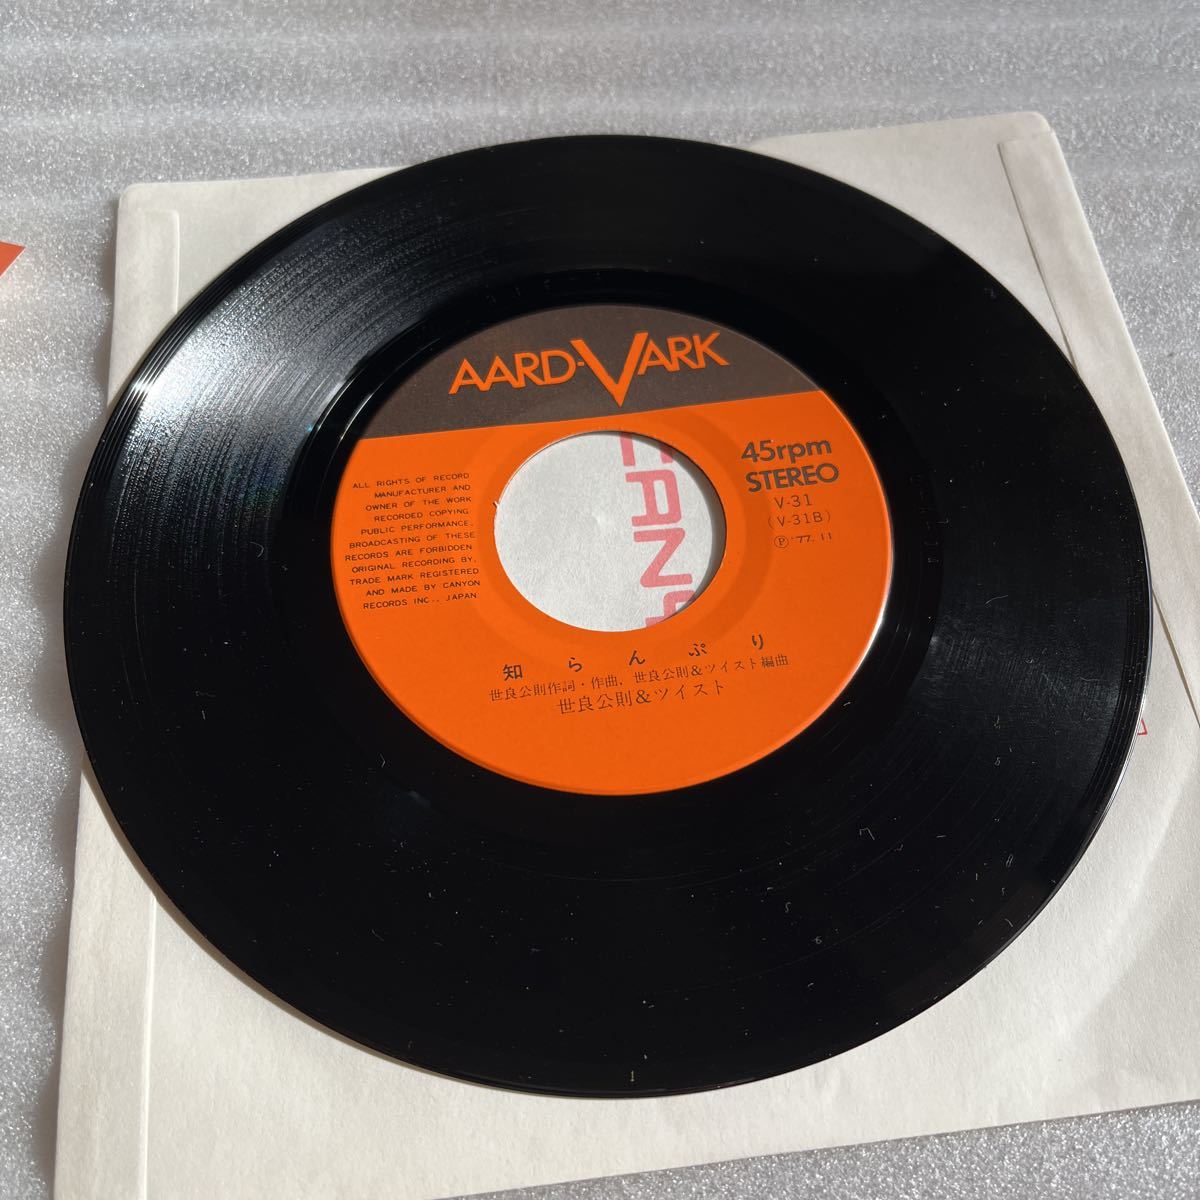 AARD-VARK
45rpm
STEREO
V-31
(V-31B)
Ⓟ '77. 11
ALL RIGHTS OF RECORD
MANUFACTURER AND
OWNER OF THE WORK
RECORDED COPYING
PUBLIC PERFORMANCE,
BROADCASTING OF THESE
RECORDS ARE FORBIDDEN.
ORIGINAL RECORDING BY,
TRADE MARK REGISTERED
AND MADE BY CANYON
RECORDS INC., JAPAN
知らんぷり
世良公則作詞・作曲, 世良公則&ツイスト編曲
世良公則&ツイスト